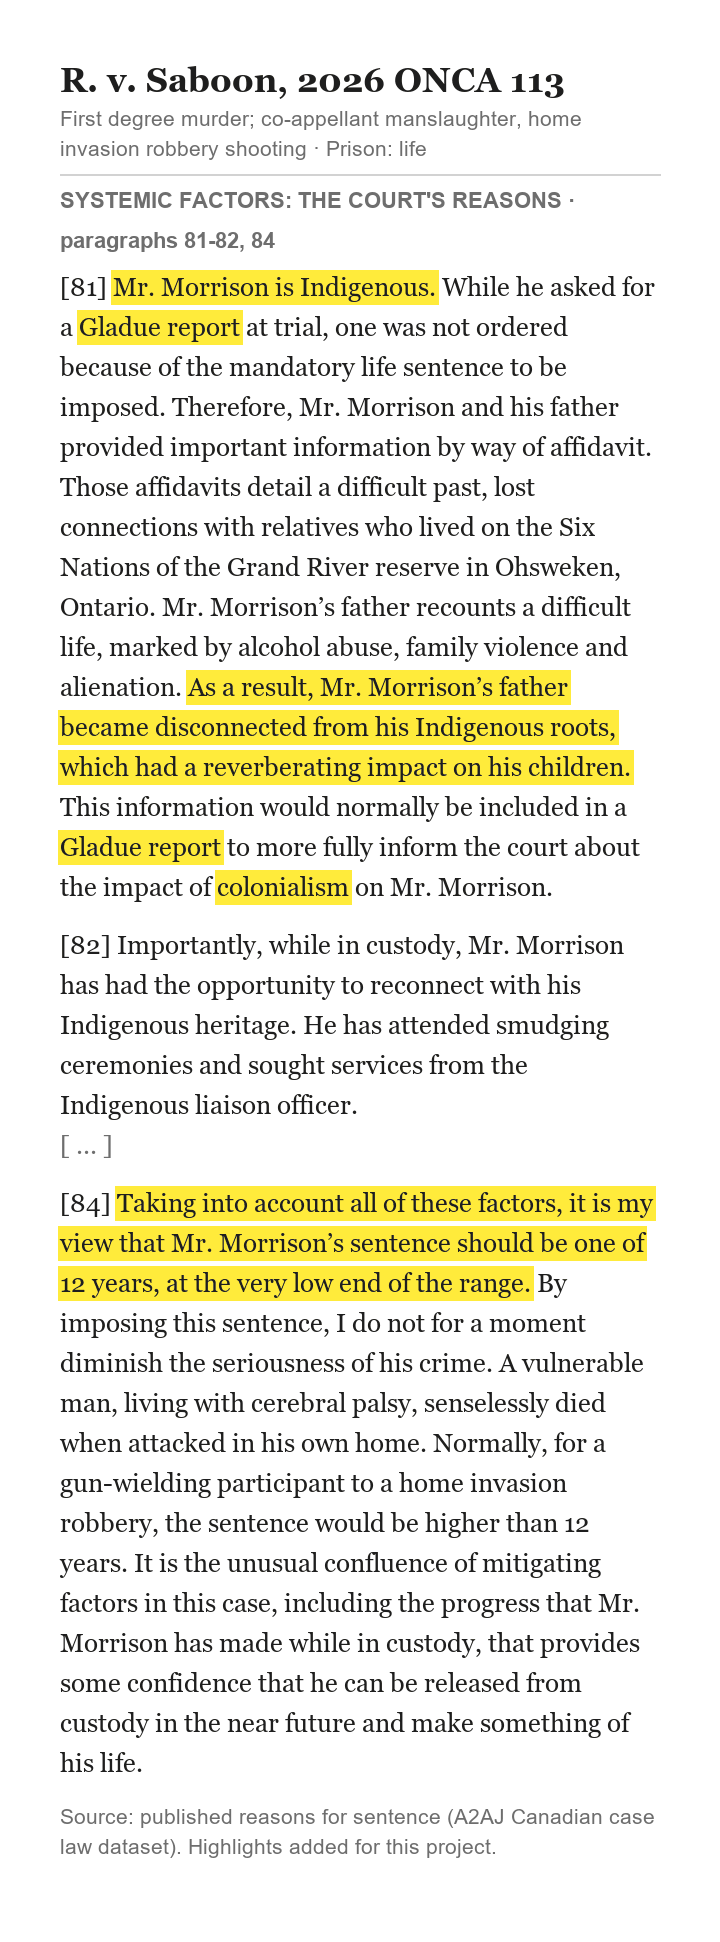 R. v. Saboon, 2026 ONCA 113
First degree murder; co-appellant manslaughter, home
invasion robbery shooting · Prison: life
SYSTEMIC FACTORS: THE COURT'S REASONS ·
paragraphs 81-82, 84
[81] Mr. Morrison is Indigenous. While he asked for
a Gladue report at trial, one was not ordered
because of the mandatory life sentence to be
imposed. Therefore, Mr. Morrison and his father
provided important information by way of affidavit.
Those affidavits detail a difficult past, lost
connections with relatives who lived on the Six
Nations of the Grand River reserve in Ohsweken,
Ontario. Mr. Morrison’s father recounts a difficult
life, marked by alcohol abuse, family violence and
alienation. As a result, Mr. Morrison’s father
became disconnected from his Indigenous roots,
which had a reverberating impact on his children.
This information would normally be included in a
Gladue report to more fully inform the court about
the impact of colonialism on Mr. Morrison.
[82] Importantly, while in custody, Mr. Morrison
has had the opportunity to reconnect with his
Indigenous heritage. He has attended smudging
ceremonies and sought services from the
Indigenous liaison officer.
[ ... ]
[84] Taking into account all of these factors, it is my
view that Mr. Morrison’s sentence should be one of
12 years, at the very low end of the range. By
imposing this sentence, I do not for a moment
diminish the seriousness of his crime. A vulnerable
man, living with cerebral palsy, senselessly died
when attacked in his own home. Normally, for a
gun-wielding participant to a home invasion
robbery, the sentence would be higher than 12
years. It is the unusual confluence of mitigating
factors in this case, including the progress that Mr.
Morrison has made while in custody, that provides
some confidence that he can be released from
custody in the near future and make something of
his life.
Source: published reasons for sentence (A2AJ Canadian case
law dataset). Highlights added for this project.